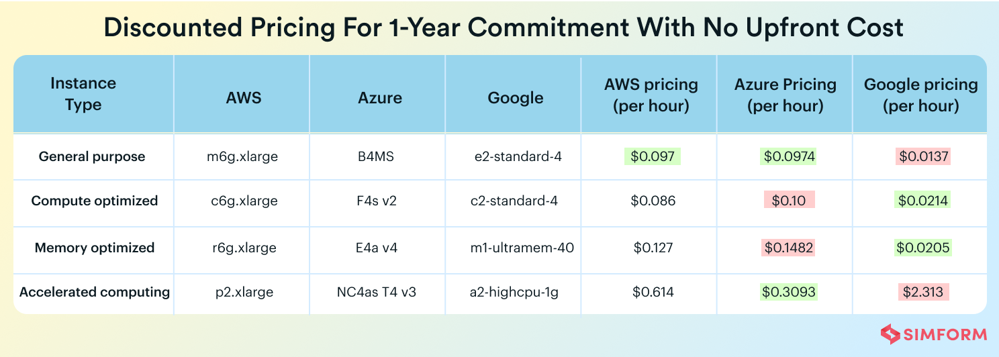 Discounted Pricing For 1-Year Commitment With No Upfront Cost
Instance Type AWS Azure Google AWS pricing (per hour) Azure Pricing (per hour) Google pricing (per hour)
General purpose m6g.xlarge B4MS e2-standard-4 $0.097 $0.0974 $0.0137
Compute optimized c6g.xlarge F4s v2 c2-standard-4 $0.086 $0.10 $0.0214
Memory optimized r6g.xlarge E4a v4 m1-ultramem-40 $0.127 $0.1482 $0.0205
Accelerated computing p2.xlarge NC4as T4 v3 a2-highcpu-1g $0.614 $0.3093 $2.313
SIMFORM